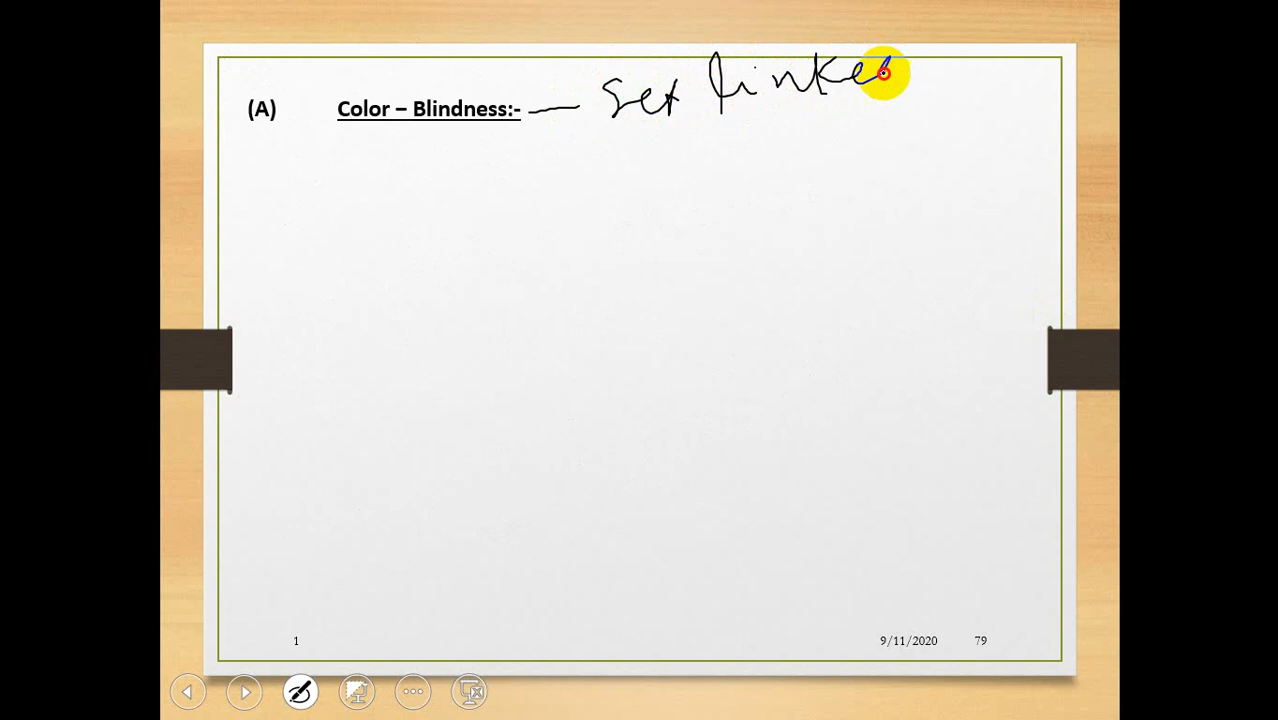 (A) Color – Blindness:- — Sex linked
1 9/11/2020 79